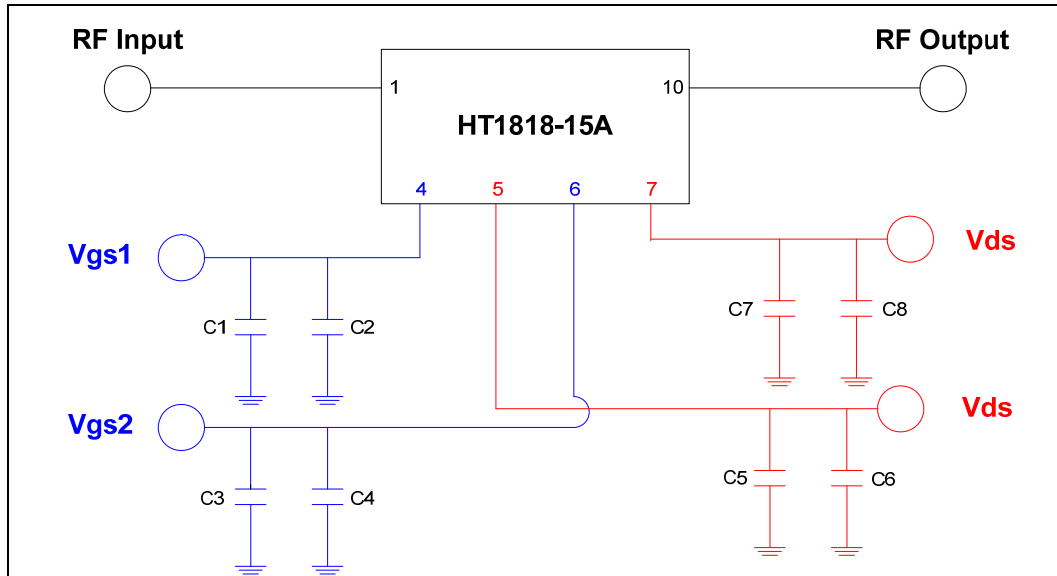 RF Input
RF Output
1
10
HT1818-15A
4
5
6
7
Vgs1
Vds
C1
C2
C7
C8
Vgs2
Vds
C3
C4
C5
C6